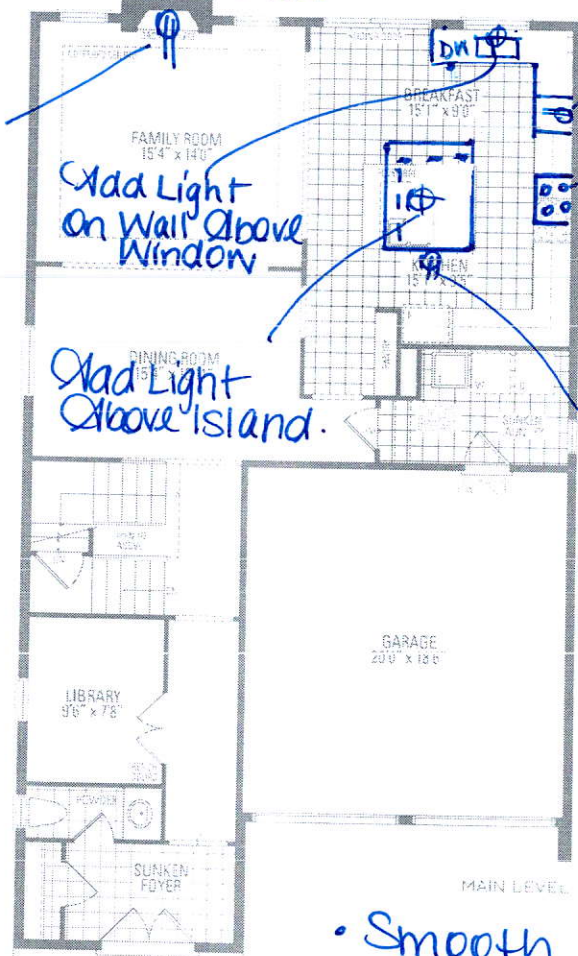 DW
BREAKFAST
15'1" x 9'0"
FAMILY ROOM
15'4" x 14'0"
Add Light
On Wall Above
Window
KITCHEN
DINING ROOM
Add Light
Above Island.
SUNKEN
GARAGE
20'0" x 18'6"
LIBRARY
9'6" x 7'8"
POWDER
SUNKEN
FOYER
MAIN LEVEL
• Smooth